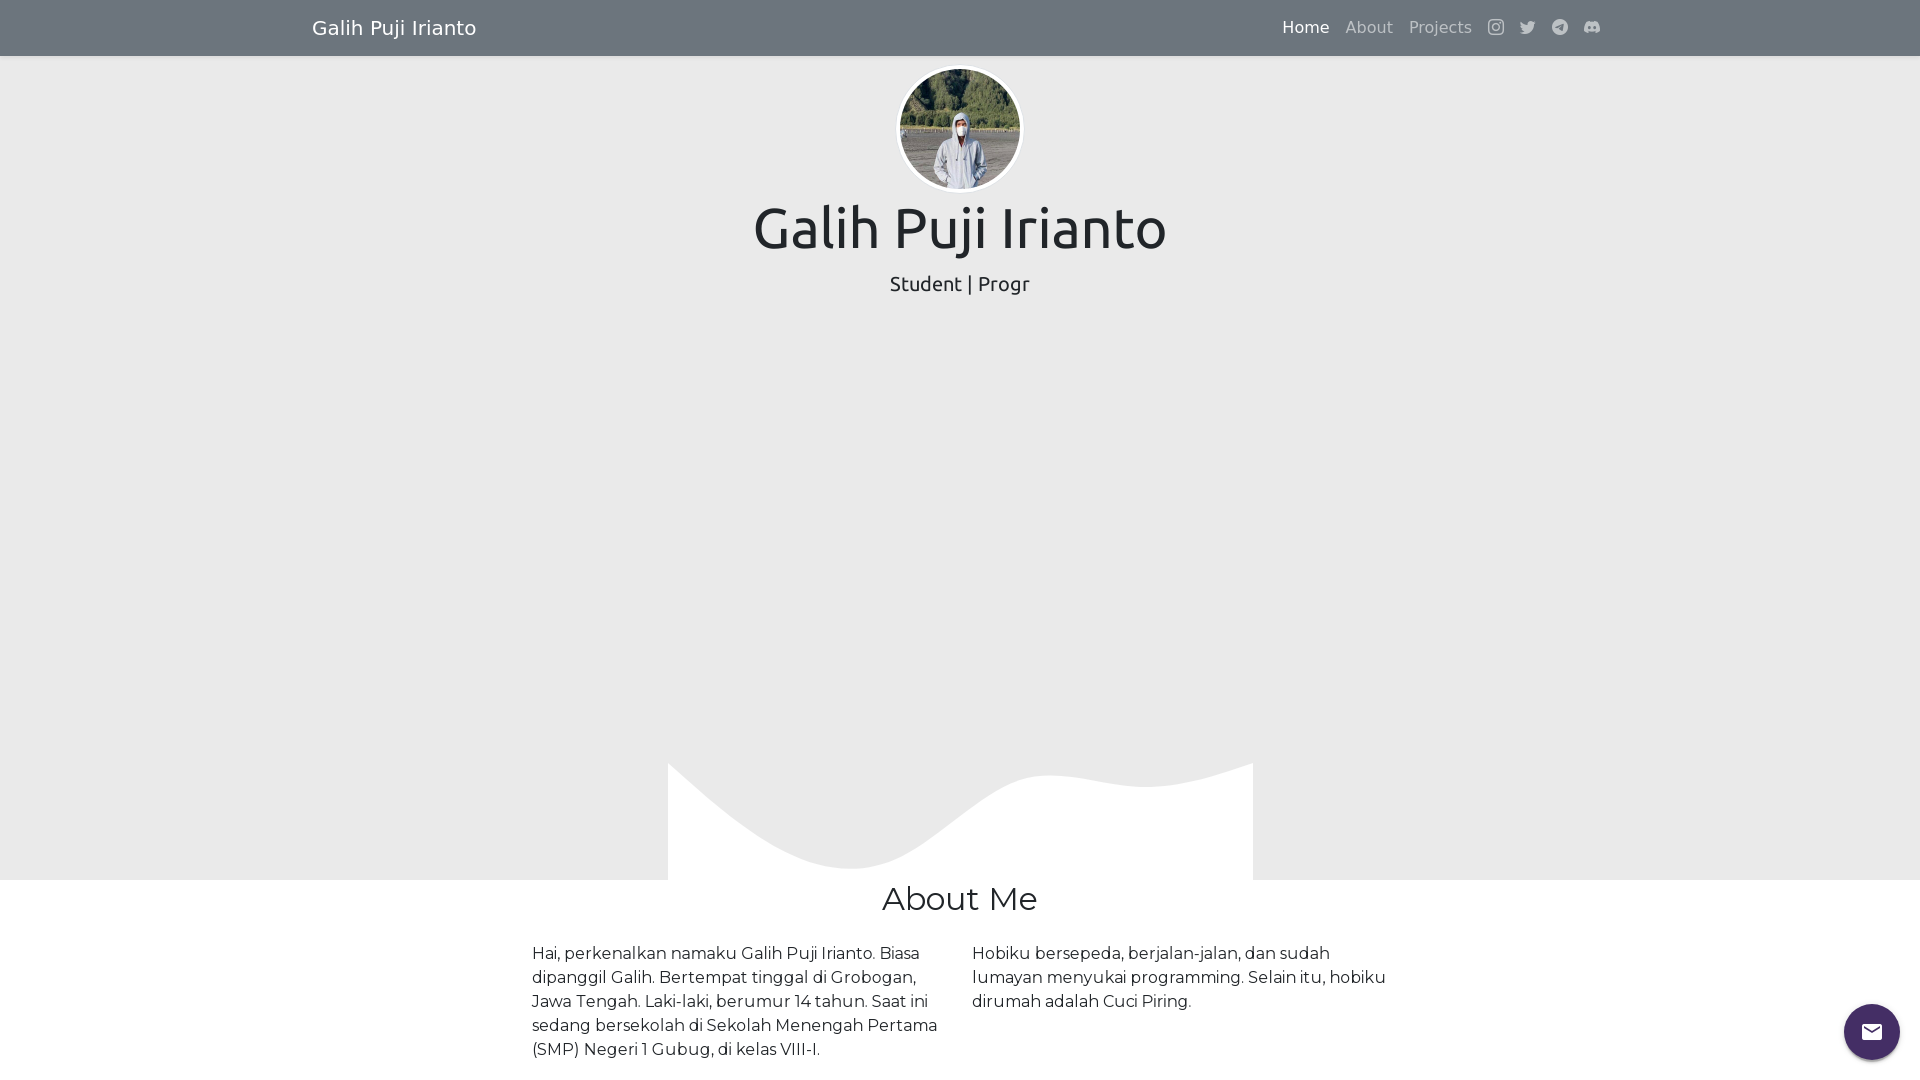 Galih Puji Irianto
Home About Projects
Galih Puji Irianto
Student | Progr
About Me
Hai, perkenalkan namaku Galih Puji Irianto. Biasa
dipanggil Galih. Bertempat tinggal di Grobogan,
Jawa Tengah. Laki-laki, berumur 14 tahun. Saat ini
sedang bersekolah di Sekolah Menengah Pertama
(SMP) Negeri 1 Gubug, di kelas VIII-I.
Hobiku bersepeda, berjalan-jalan, dan sudah
lumayan menyukai programming. Selain itu, hobiku
dirumah adalah Cuci Piring.